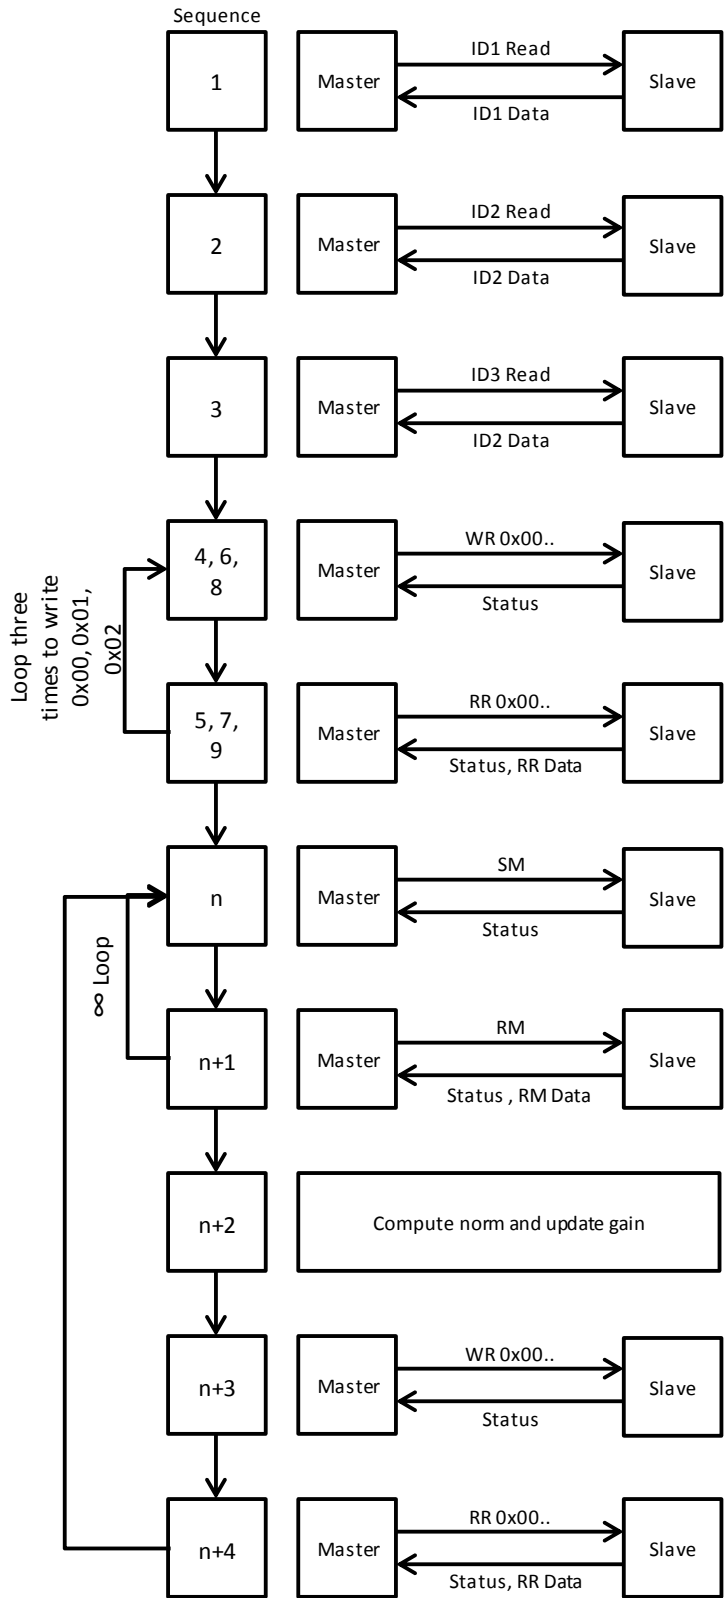 Sequence
1
Master
ID1 Read
ID1 Data
Slave
2
Master
ID2 Read
ID2 Data
Slave
3
Master
ID3 Read
ID2 Data
Slave
Loop three
times to write
0x00, 0x01,
0x02
4, 6,
8
Master
WR 0x00..
Status
Slave
5, 7,
9
Master
RR 0x00..
Status, RR Data
Slave
∞ Loop
n
Master
SM
Status
Slave
n+1
Master
RM
Status , RM Data
Slave
n+2
Compute norm and update gain
n+3
Master
WR 0x00..
Status
Slave
n+4
Master
RR 0x00..
Status, RR Data
Slave